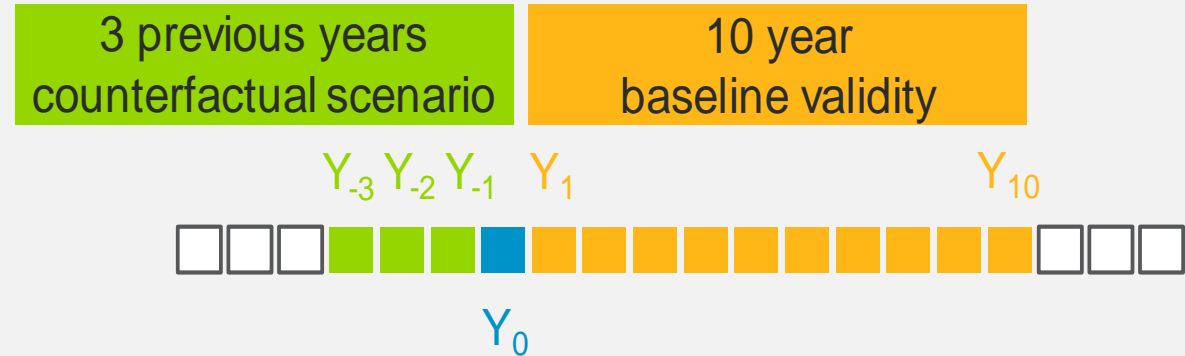 3 previous years
counterfactual scenario
10 year
baseline validity
Y-3 Y-2 Y-1 Y1 Y10
Y0